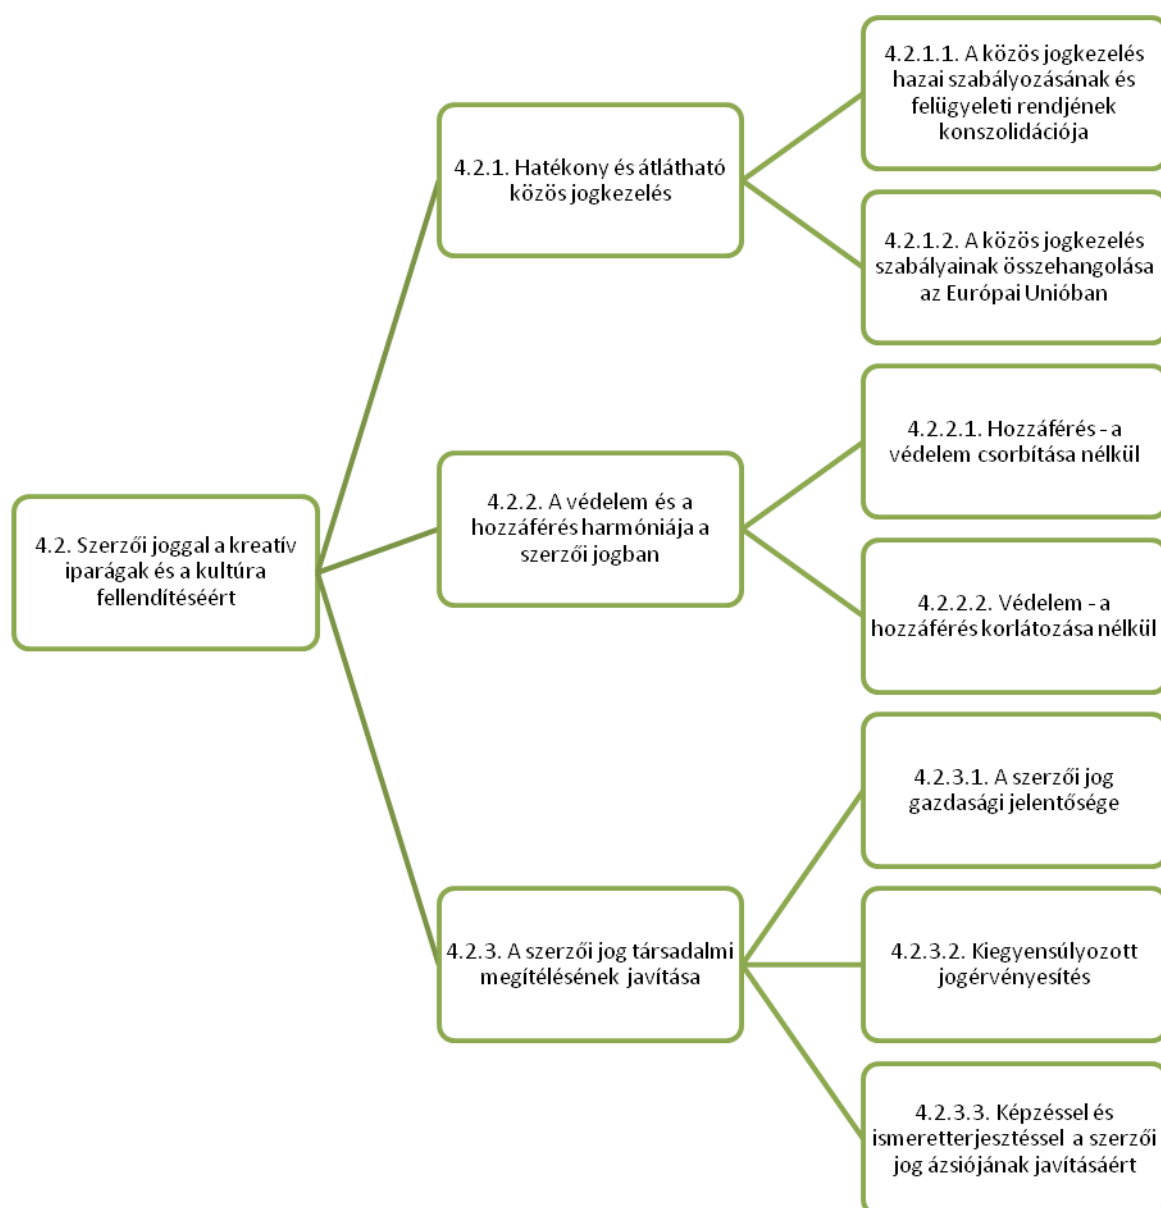 4.2. Szerzői joggal a kreatív
iparágak és a kultúra
fellendítéséért
4.2.1. Hatékony és átlátható
közös jogkezelés
4.2.1.1. A közös jogkezelés
hazai szabályozásának és
felügyeleti rendjének
konszolidációja
4.2.1.2. A közös jogkezelés
szabályainak összehangolása
az Európai Unióban
4.2.2. A védelem és a
hozzáférés harmóniája a
szerzői jogban
4.2.2.1. Hozzáférés - a
védelem csorbítása nélkül
4.2.2.2. Védelem - a
hozzáférés korlátozása nélkül
4.2.3. A szerzői jog társadalmi
megítélésének javítása
4.2.3.1. A szerzői jog
gazdasági jelentősége
4.2.3.2. Kiegyensúlyozott
jogérvényesítés
4.2.3.3. Képzéssel és
ismeretterjesztéssel a szerzői
jog ázsiójának javításáért